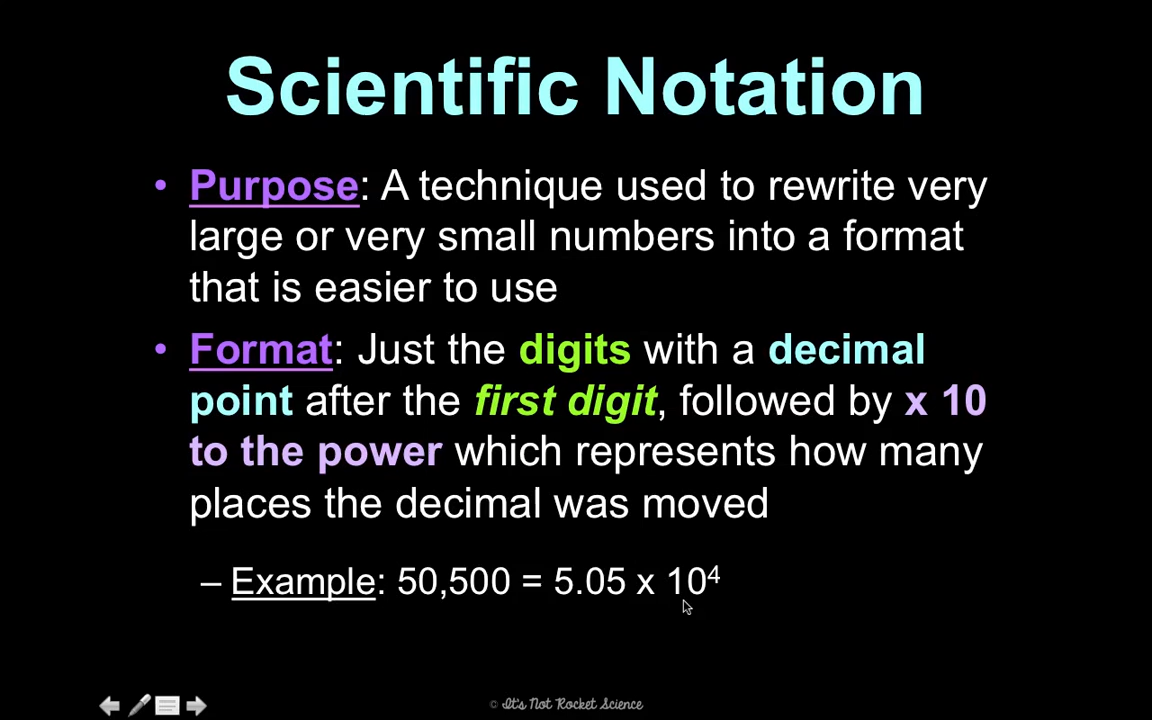 Scientific Notation
• Purpose: A technique used to rewrite very
large or very small numbers into a format
that is easier to use
• Format: Just the digits with a decimal
point after the first digit, followed by x 10
to the power which represents how many
places the decimal was moved
– Example: 50,500 = 5.05 x 10⁴
© It's Not Rocket Science